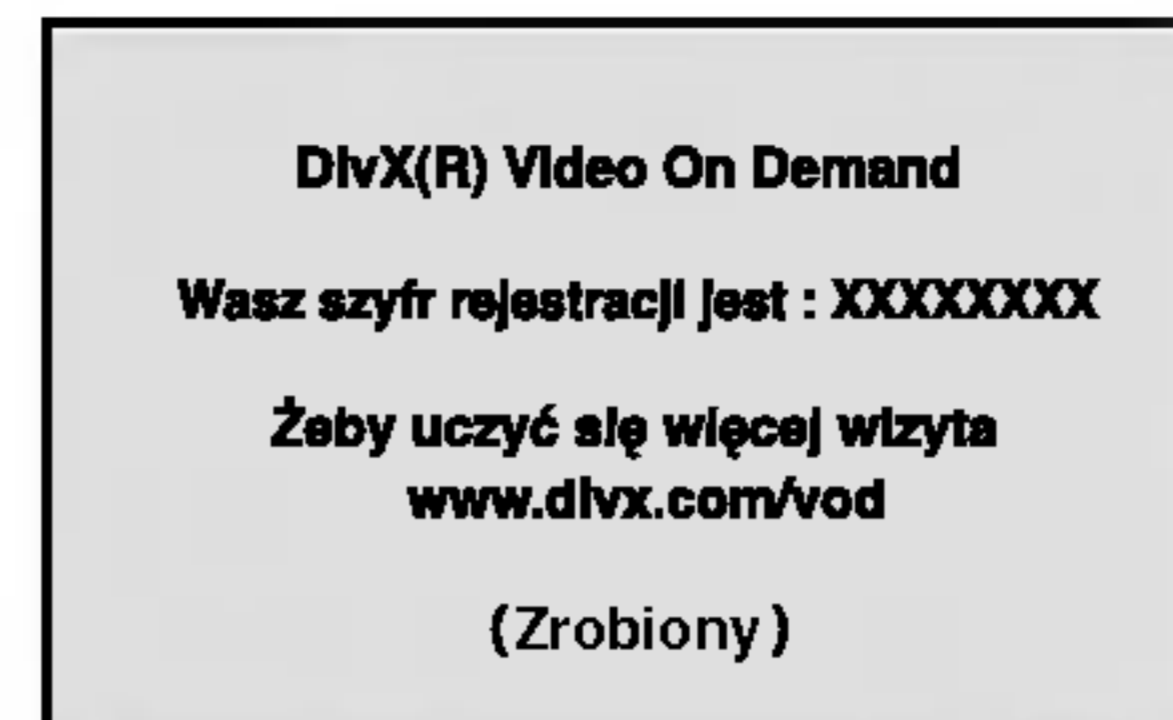 DivX(R) Video On Demand
Wasz szyfr rejestracji jest : XXXXXXXX
Żeby uczyć się więcej wizyta
www.divx.com/vod
(Zrobiony)